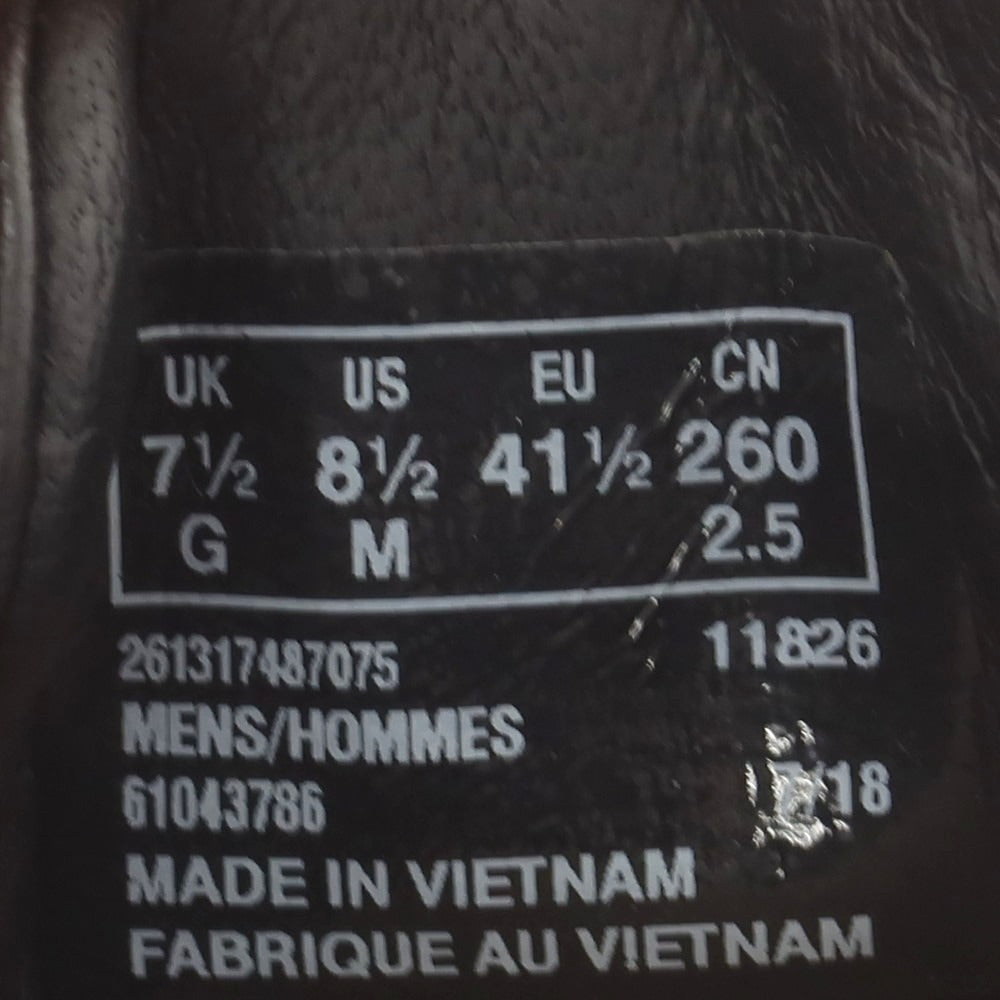 UK US EU CN
7½ 8½ 41½ 260
G M 2.5
261317487075 11826
MENS/HOMMES
61043786
MADE IN VIETNAM
FABRIQUE AU VIETNAM